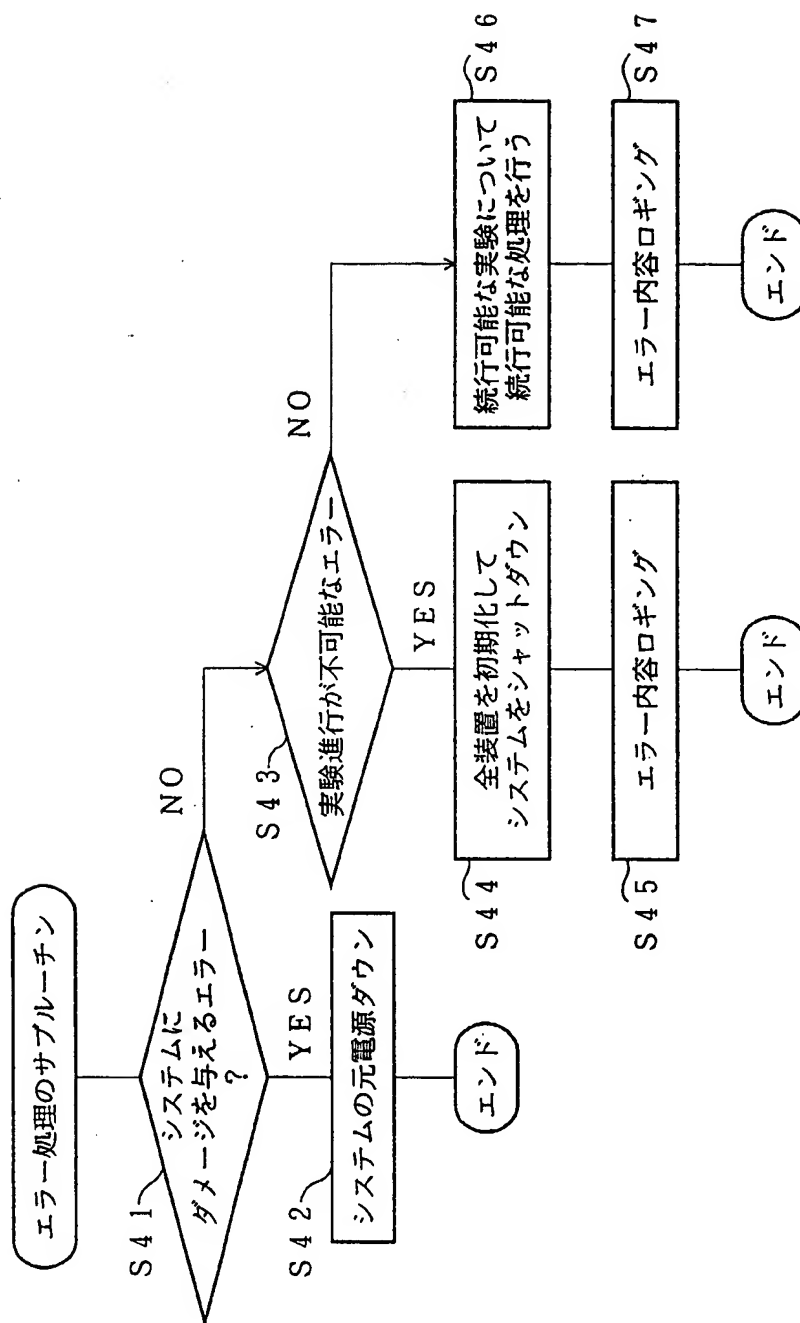 エラー処理のサブルーチン
S41
システムに
ダメージを与えるエラー
?
NO
YES
S42
システムの元電源ダウン
エンド
S43
実験進行が不可能なエラー
NO
YES
S44
全装置を初期化して
システムをシャットダウン
S45
エラー内容ロギング
エンド
S46
続行可能な実験について
続行可能な処理を行う
S47
エラー内容ロギング
エンド